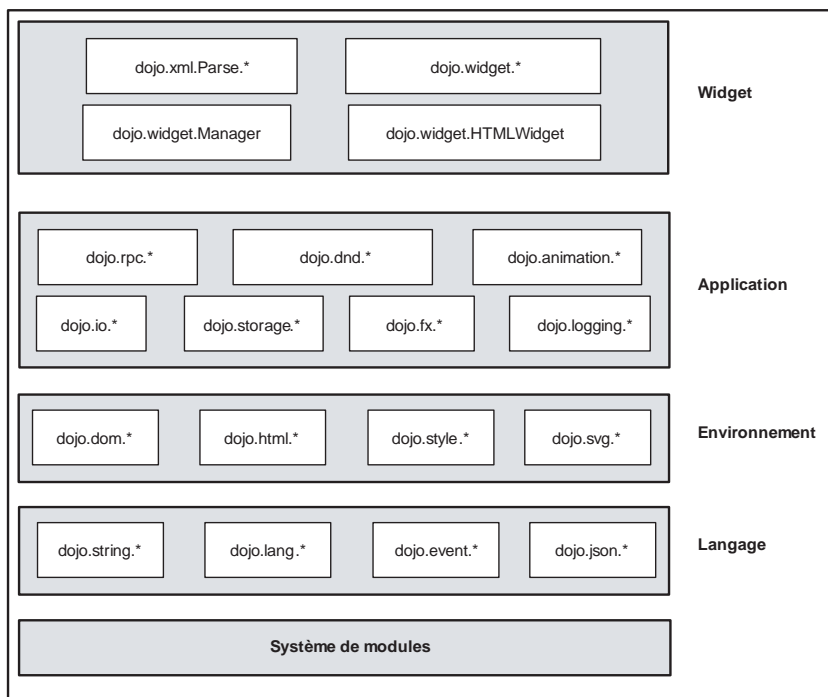 dojo.xml.Parse.*
dojo.widget.*
Widget
dojo.widget.Manager
dojo.widget.HTMLWidget
dojo.rpc.*
dojo.dnd.*
dojo.animation.*
Application
dojo.io.*
dojo.storage.*
dojo.fx.*
dojo.logging.*
dojo.dom.*
dojo.html.*
dojo.style.*
dojo.svg.*
Environnement
dojo.string.*
dojo.lang.*
dojo.event.*
dojo.json.*
Langage
Système de modules